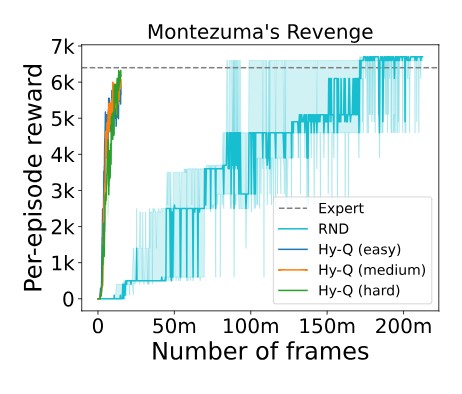 Montezuma's Revenge
Per-episode reward
7k
6k
5k
4k
3k
2k
1k
0
Expert
RND
Hy-Q (easy)
Hy-Q (medium)
Hy-Q (hard)
0 50m 100m 150m 200m
Number of frames